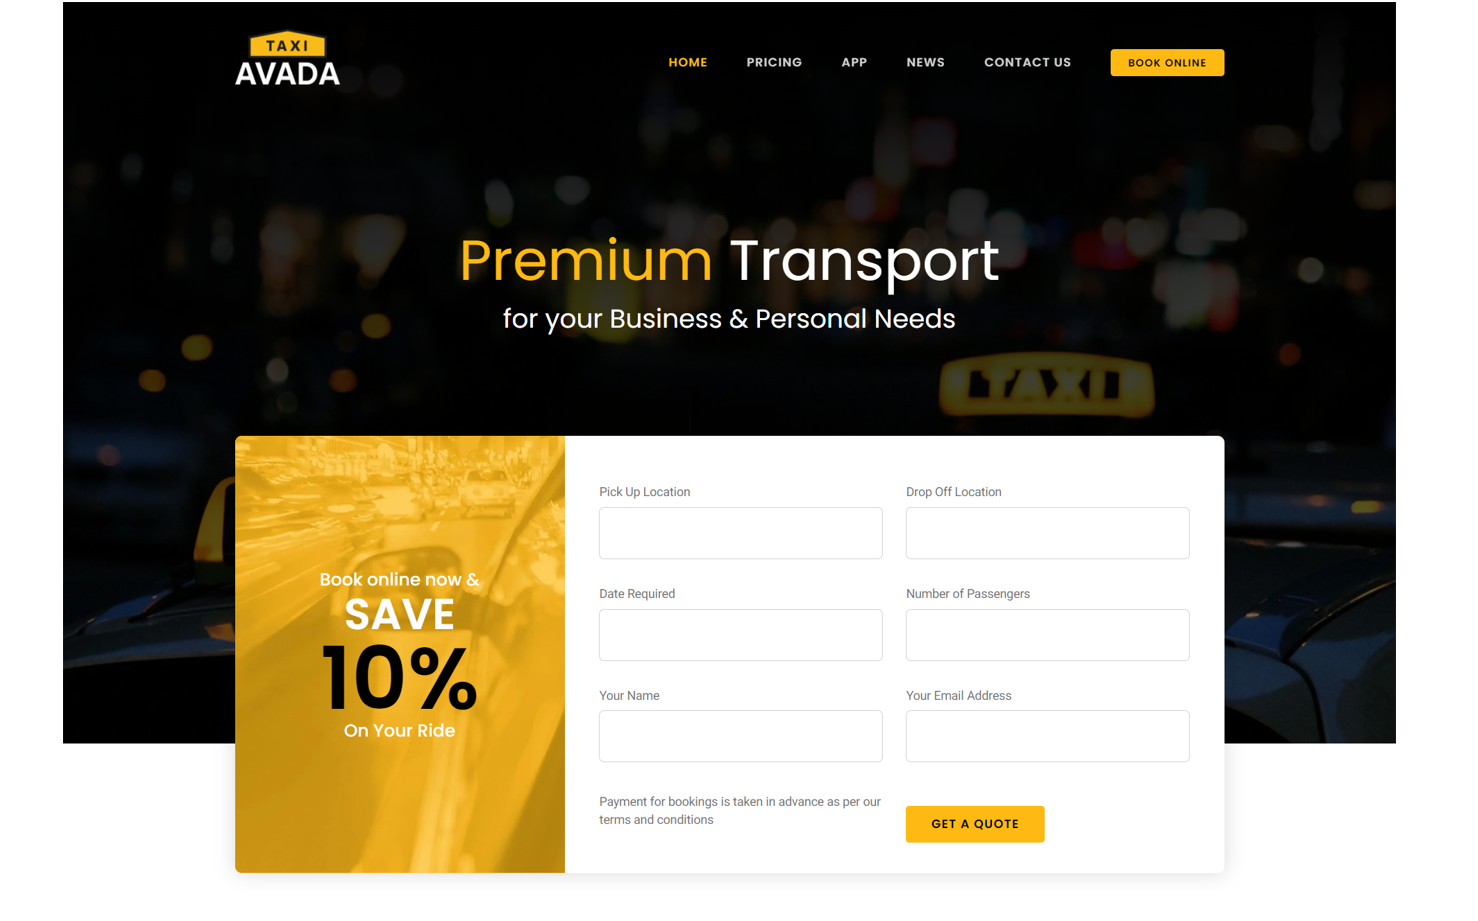 TAXI
AVADA
HOME PRICING APP NEWS CONTACT US BOOK ONLINE
Premium Transport
for your Business & Personal Needs
TAXI
Book online now &
SAVE
10%
On Your Ride
Pick Up Location
Drop Off Location
Date Required
Number of Passengers
Your Name
Your Email Address
Payment for bookings is taken in advance as per our
terms and conditions
GET A QUOTE